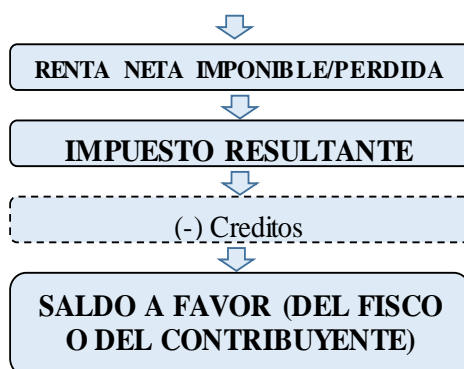 RENTA NETA IMPONIBLE/PERDIDA
IMPUESTO RESULTANTE
(-) Creditos
SALDO A FAVOR (DEL FISCO
O DEL CONTRIBUYENTE)